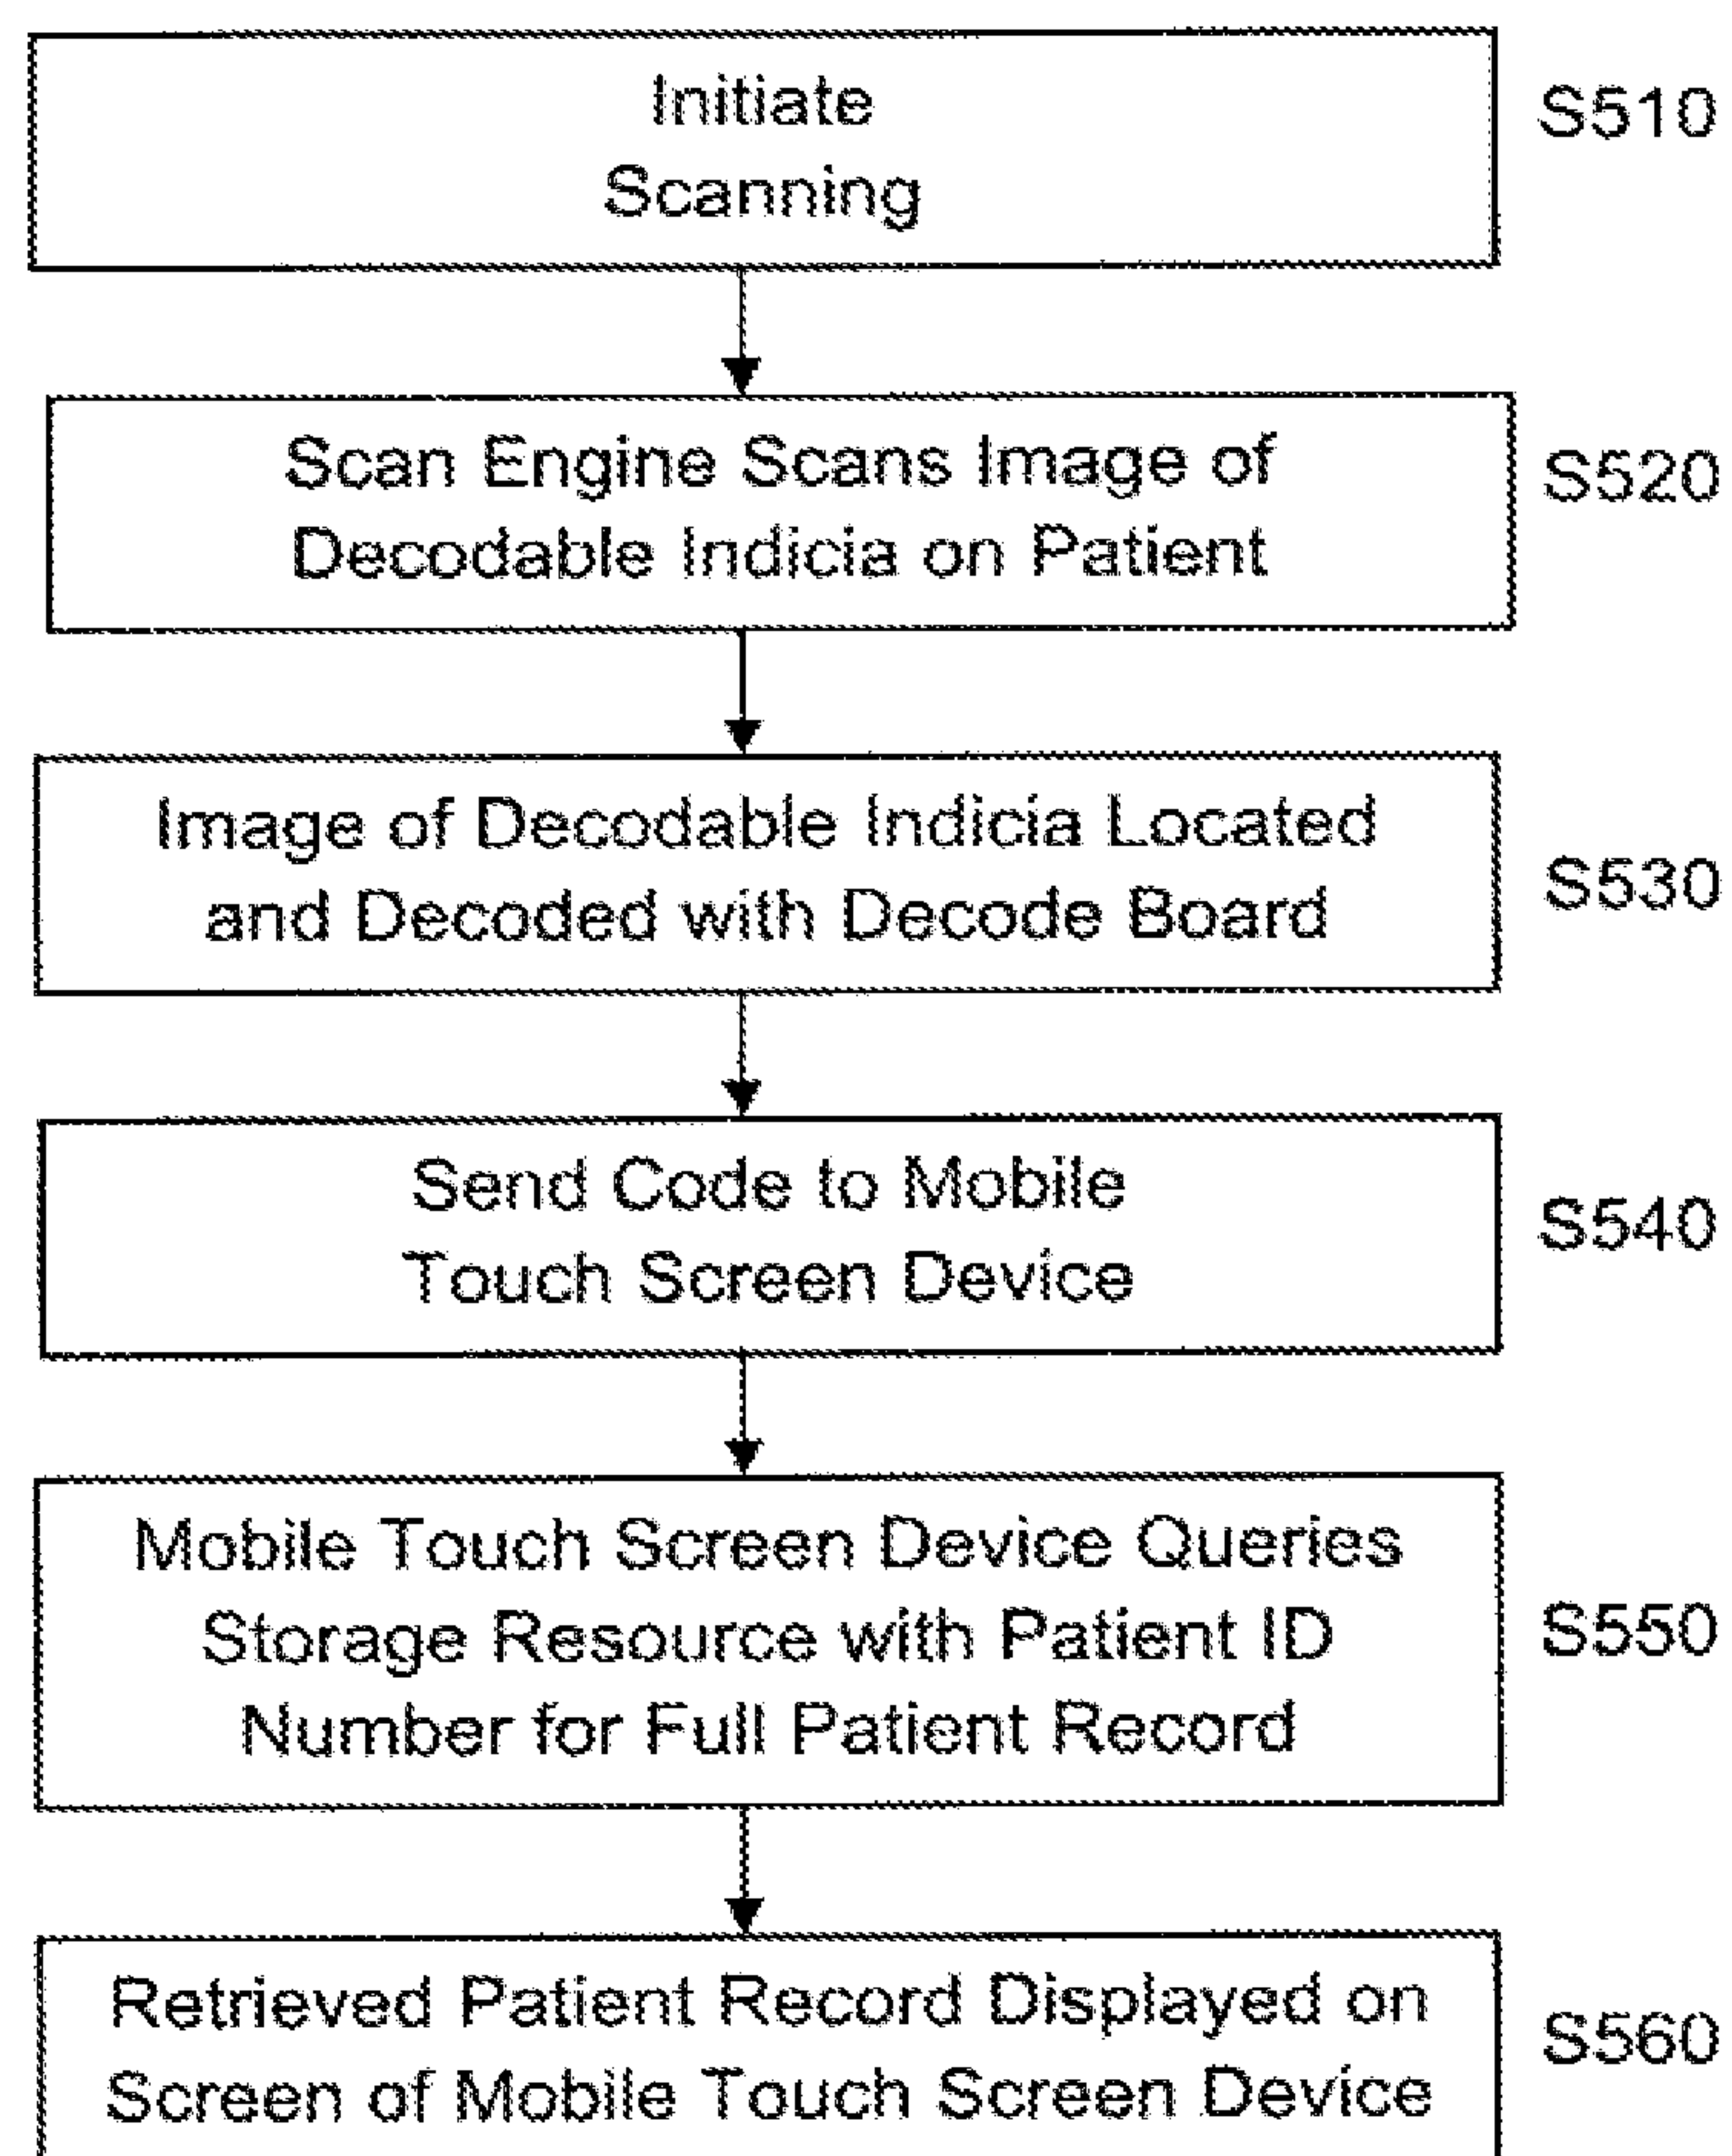 Initiate
Scanning
S510
Scan Engine Scans Image of
Decodable Indicia on Patient
S520
Image of Decodable Indicia Located
and Decoded with Decode Board
S530
Send Code to Mobile
Touch Screen Device
S540
Mobile Touch Screen Device Queries
Storage Resource with Patient ID
Number for Full Patient Record
S550
Retrieved Patient Record Displayed on
Screen of Mobile Touch Screen Device
S560